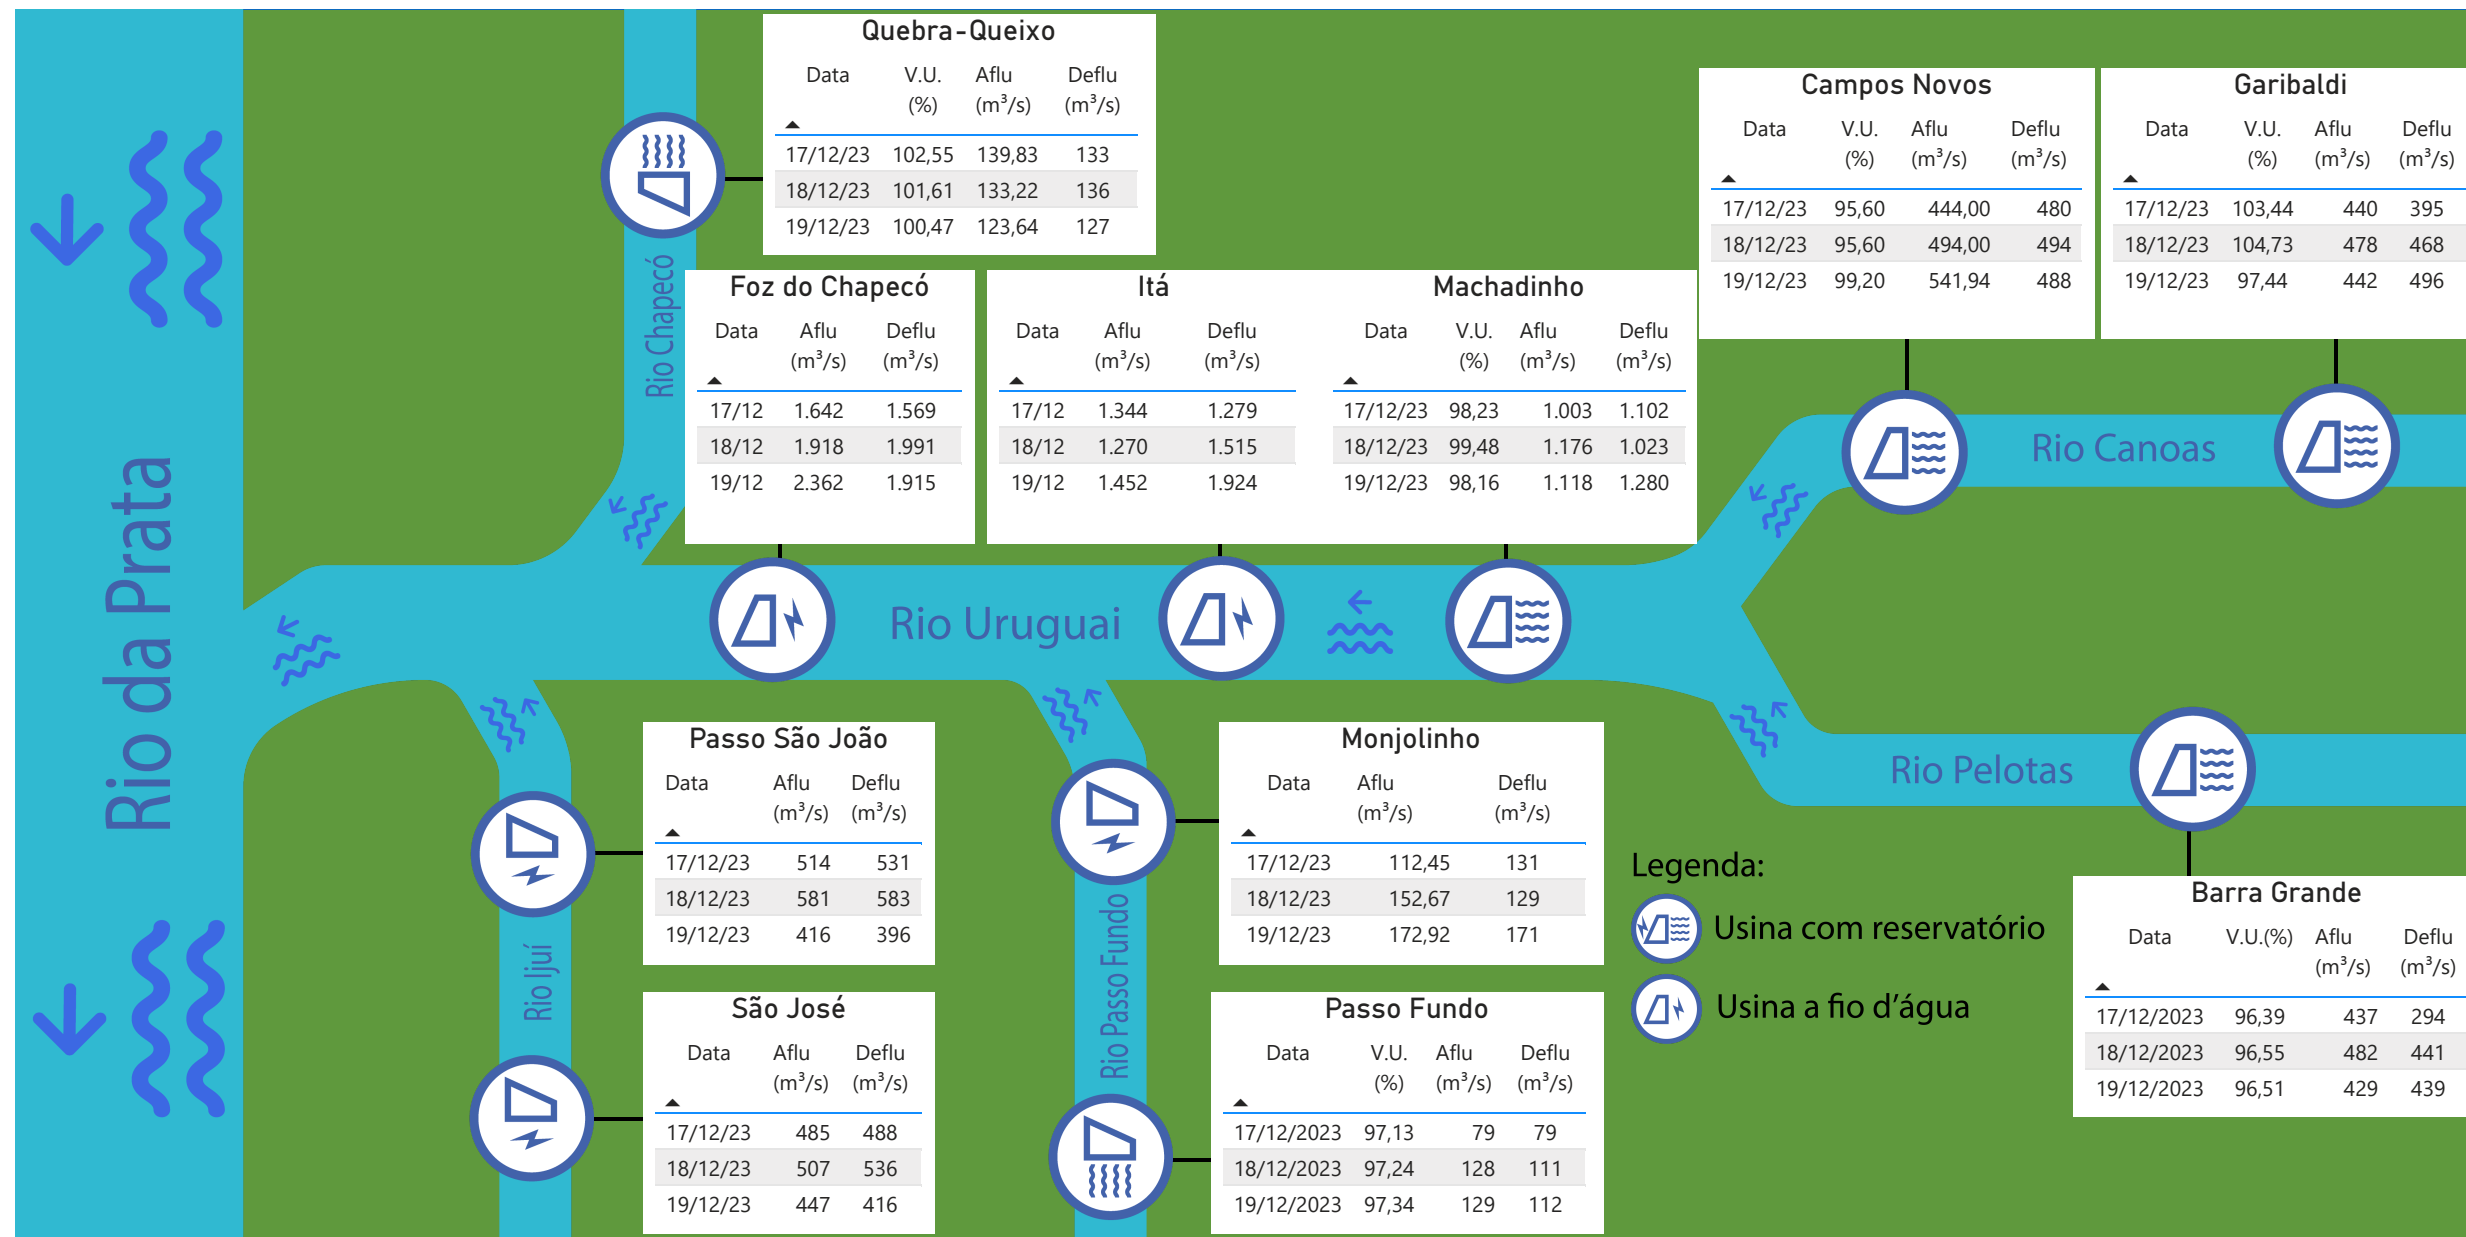 Quebra-Queixo
Data V.U. (%) Aflu (m³/s) Deflu (m³/s)
17/12/23 102,55 139,83 133
18/12/23 101,61 133,22 136
19/12/23 100,47 123,64 127
Campos Novos
Data V.U. (%) Aflu (m³/s) Deflu (m³/s)
17/12/23 95,60 444,00 480
18/12/23 95,60 494,00 494
19/12/23 99,20 541,94 488
Garibaldi
Data V.U. (%) Aflu (m³/s) Deflu (m³/s)
17/12/23 103,44 440 395
18/12/23 104,73 478 468
19/12/23 97,44 442 496
Rio Chapecó
Foz do Chapecó
Data Aflu (m³/s) Deflu (m³/s)
17/12 1.642 1.569
18/12 1.918 1.991
19/12 2.362 1.915
Itá
Data Aflu (m³/s) Deflu (m³/s)
17/12 1.344 1.279
18/12 1.270 1.515
19/12 1.452 1.924
Machadinho
Data V.U. (%) Aflu (m³/s) Deflu (m³/s)
17/12/23 98,23 1.003 1.102
18/12/23 99,48 1.176 1.023
19/12/23 98,16 1.118 1.280
Rio Canoas
Rio da Prata
Rio Uruguai
Rio Pelotas
Passo São João
Data Aflu (m³/s) Deflu (m³/s)
17/12/23 514 531
18/12/23 581 583
19/12/23 416 396
Monjolinho
Data Aflu (m³/s) Deflu (m³/s)
17/12/23 112,45 131
18/12/23 152,67 129
19/12/23 172,92 171
Legenda:
Usina com reservatório
Usina a fio d’água
Barra Grande
Data V.U.(%) Aflu (m³/s) Deflu (m³/s)
17/12/2023 96,39 437 294
18/12/2023 96,55 482 441
19/12/2023 96,51 429 439
Rio Ijuí
Rio Passo Fundo
São José
Data Aflu (m³/s) Deflu (m³/s)
17/12/23 485 488
18/12/23 507 536
19/12/23 447 416
Passo Fundo
Data V.U. (%) Aflu (m³/s) Deflu (m³/s)
17/12/2023 97,13 79 79
18/12/2023 97,24 128 111
19/12/2023 97,34 129 112